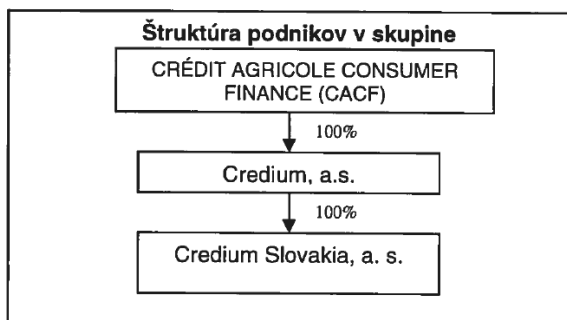 Štruktúra podnikov v skupine
CRÉDIT AGRICOLE CONSUMER
FINANCE (CACF)
100%
Credium, a.s.
100%
Credium Slovakia, a. s.